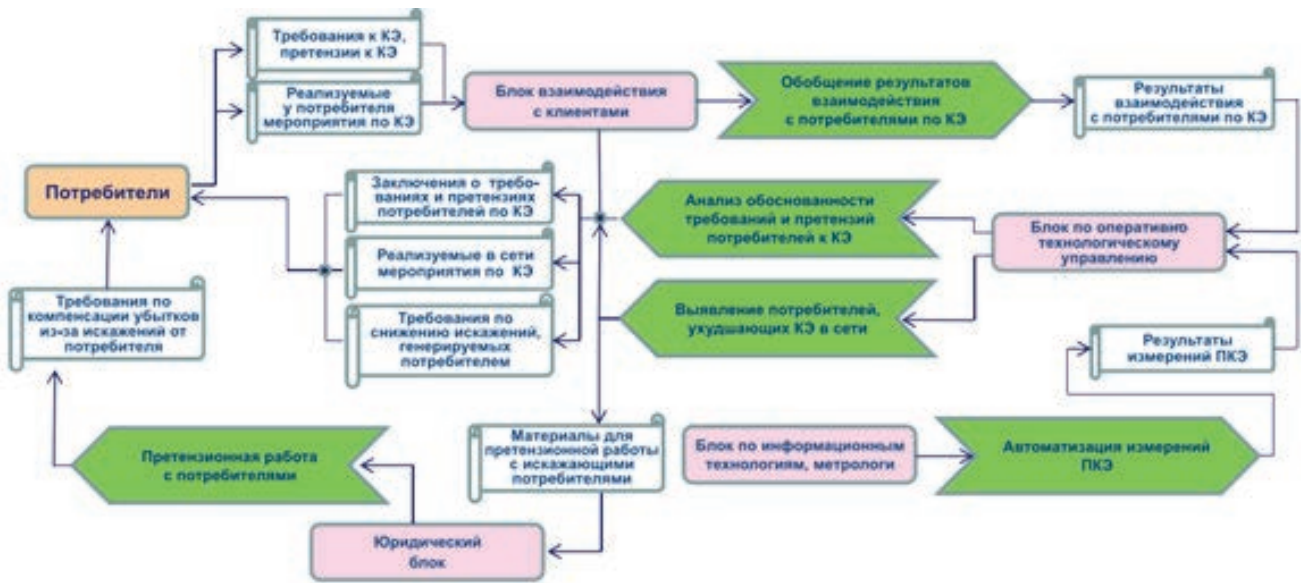 Требования к КЭ,
претензии к КЭ
Реализуемые
у потребителя
мероприятия по КЭ
Блок взаимодействия
с клиентами
Обобщение результатов
взаимодействия
с потребителями по КЭ
Результаты
взаимодействия
с потребителями по КЭ
Потребители
Заключения о требо-
ваниях и претензиях
потребителей по КЭ
Реализуемые в сети
мероприятия по КЭ
Требования по
снижению искажений,
генерируемых
потребителем
Анализ обоснованности
требований и претензий
потребителей к КЭ
Выявление потребителей,
ухудшающих КЭ в сети
Блок по оперативно
технологическому
управлению
Результаты
измерений ПКЭ
Требования по
компенсации убытков
из-за искажений от
потребителя
Претензионная работа
с потребителями
Материалы для
претензионной работы
с искажающими
потребителями
Блок по информационным
технологиям, метрологи
Автоматизация измерений
ПКЭ
Юридический
блок